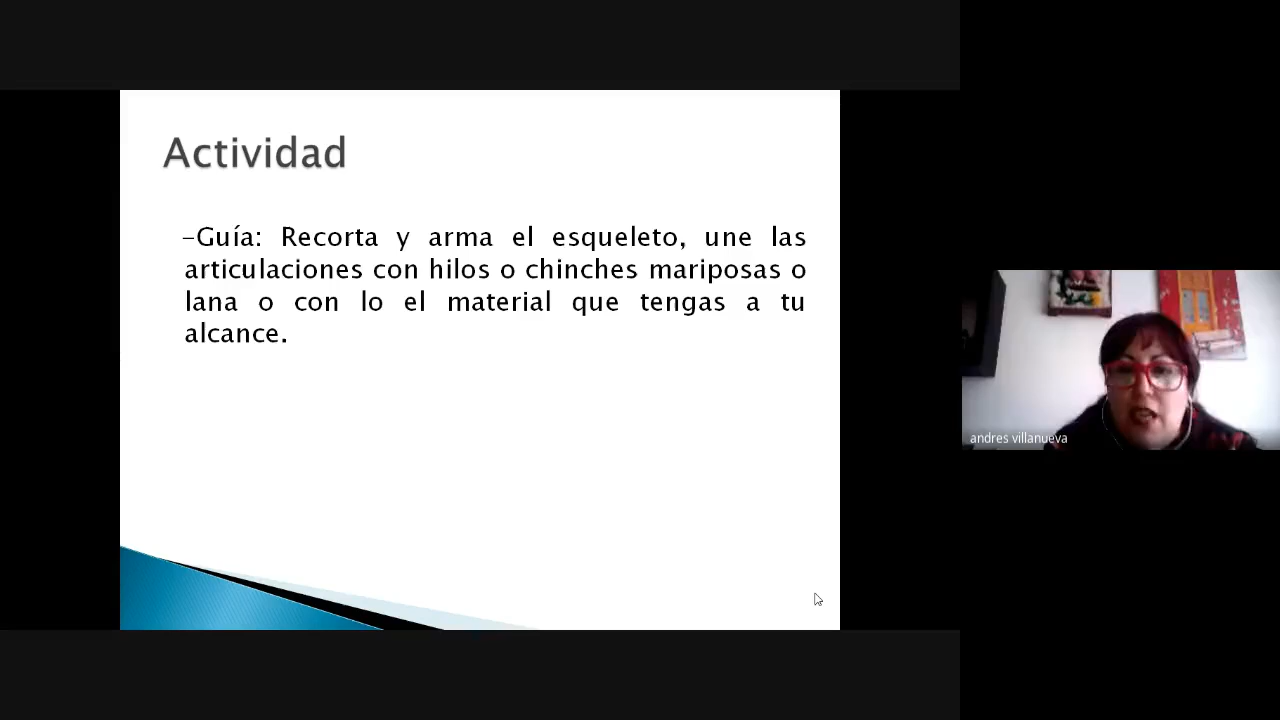 Actividad
-Guía: Recorta y arma el esqueleto, une las
articulaciones con hilos o chinches mariposas o
lana o con lo el material que tengas a tu
alcance.
andres villanueva